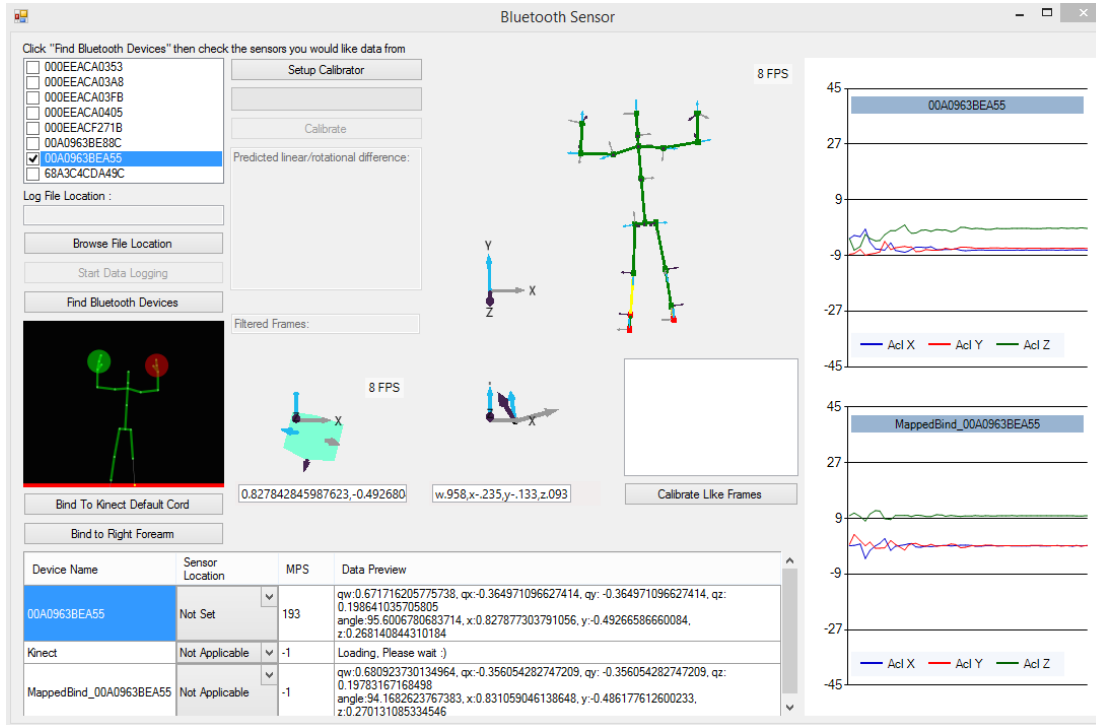 Bluetooth Sensor
Click "Find Bluetooth Devices" then check the sensors you would like data from
000EEACA0353
000EEACA03A8
000EEACA03FB
000EEACA0405
000EEACF271B
00A0963BE88C
00A0963BEA55
68A3C4CDA49C
Setup Calibrator
Calibrate
Predicted linear/rotational difference:
Log File Location :
Browse File Location
Start Data Logging
Find Bluetooth Devices
Filtered Frames:
8 FPS
Y
X
Z
8 FPS
X
X
0.827842845987623,-0.492680
w.958,x-.235,y-.133,z.093
Calibrate LIke Frames
Bind To Kinect Default Cord
Bind to Right Forearm
45
00A0963BEA55
27
9
-9
-27
Acl X Acl Y Acl Z
-45
45
MappedBind_00A0963BEA55
27
9
-9
-27
Acl X Acl Y Acl Z
-45
Device Name Sensor Location MPS Data Preview
00A0963BEA55 Not Set 193
qw:0.671716205775738, qx:-0.364971096627414, qy: -0.364971096627414, qz:
0.198641035705805
angle:95.6006780683714, x:0.827877303791056, y:-0.49266586660084,
z:0.268140844310184
Kinect Not Applicable -1 Loading, Please wait :)
MappedBind_00A0963BEA55 Not Applicable -1
qw:0.680923730134964, qx:-0.356054282747209, qy: -0.356054282747209, qz:
0.19783167168498
angle:94.1682623767383, x:0.831059046138648, y:-0.486177612600233,
z:0.270131085334546